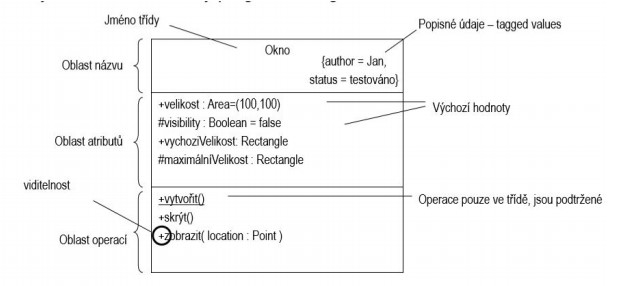 Jméno třídy
Popisné údaje – tagged values
Okno
Oblast názvu
{author = Jan,
status = testováno}
+velikost : Area=(100,100)
Výchozí hodnoty
#visibility : Boolean = false
Oblast atributů
+vychoziVelikost: Rectangle
#maximálníVelikost : Rectangle
viditelnost
+vytvořit()
Operace pouze ve třídě, jsou podtržené
+skrýt()
Oblast operací
+zobrazit( location : Point )